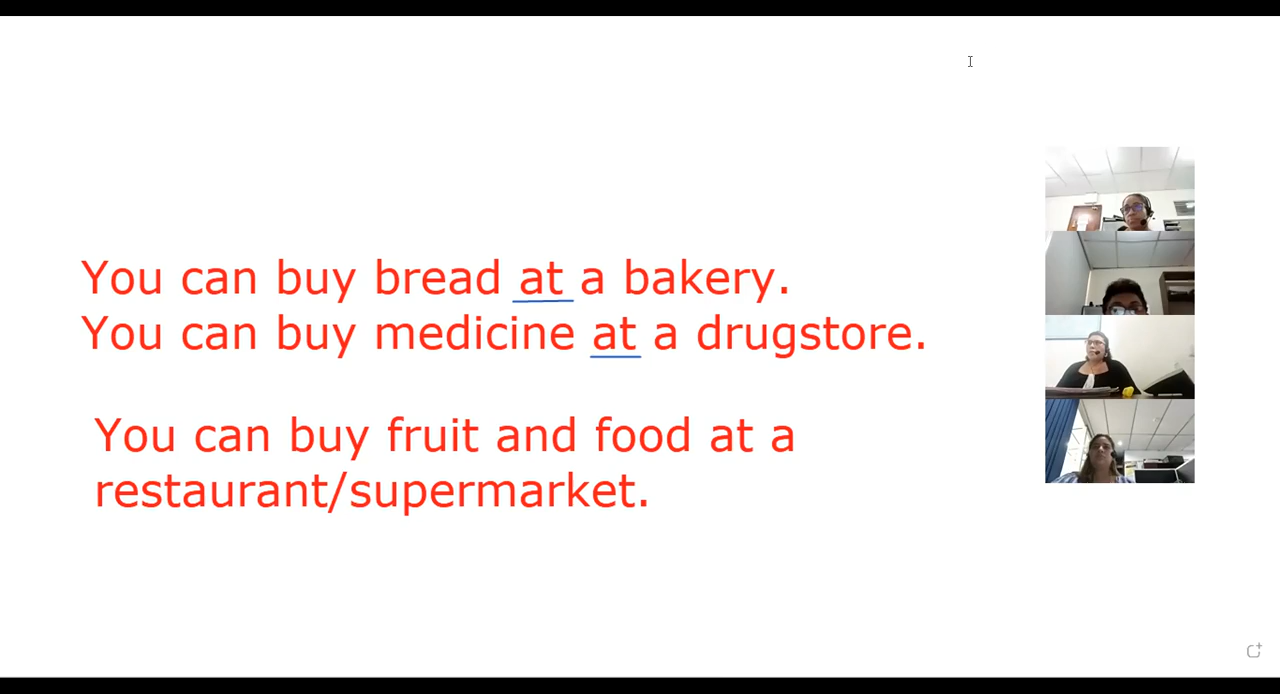 You can buy bread at a bakery.
You can buy medicine at a drugstore.
You can buy fruit and food at a
restaurant/supermarket.